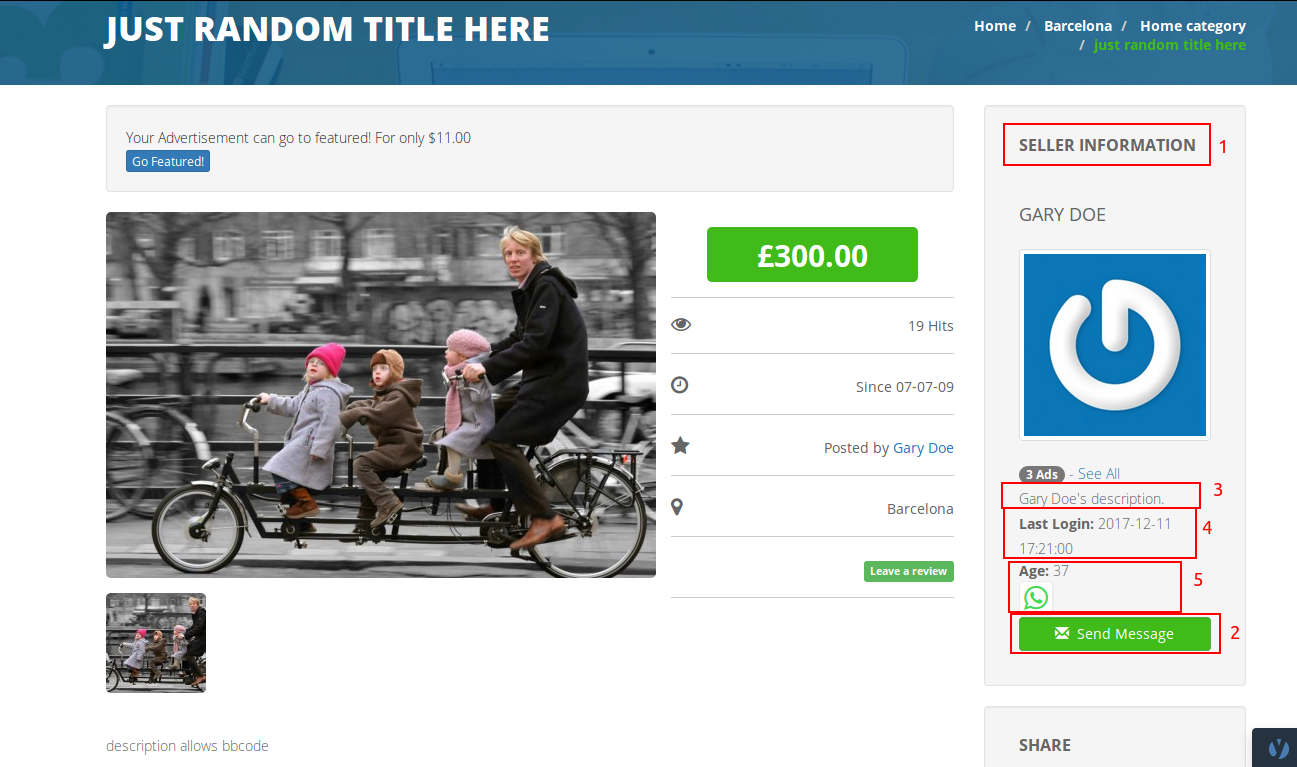 JUST RANDOM TITLE HERE
Home / Barcelona / Home category
/ just random title here
Your Advertisement can go to featured! For only $11.00
Go Featured!
£300.00
19 Hits
Since 07-07-09
Posted by Gary Doe
Barcelona
Leave a review
description allows bbcode
SELLER INFORMATION 1
GARY DOE
3 Ads - See All
Gary Doe's description. 3
Last Login: 2017-12-11
17:21:00 4
Age: 37 5
Send Message 2
SHARE